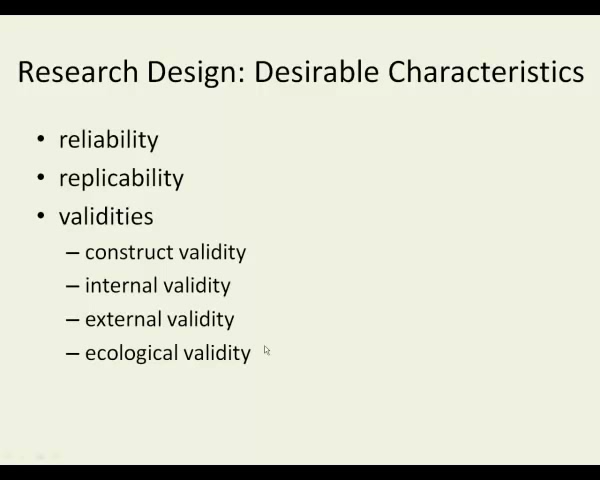 Research Design: Desirable Characteristics
• reliability
• replicability
• validities
– construct validity
– internal validity
– external validity
– ecological validity